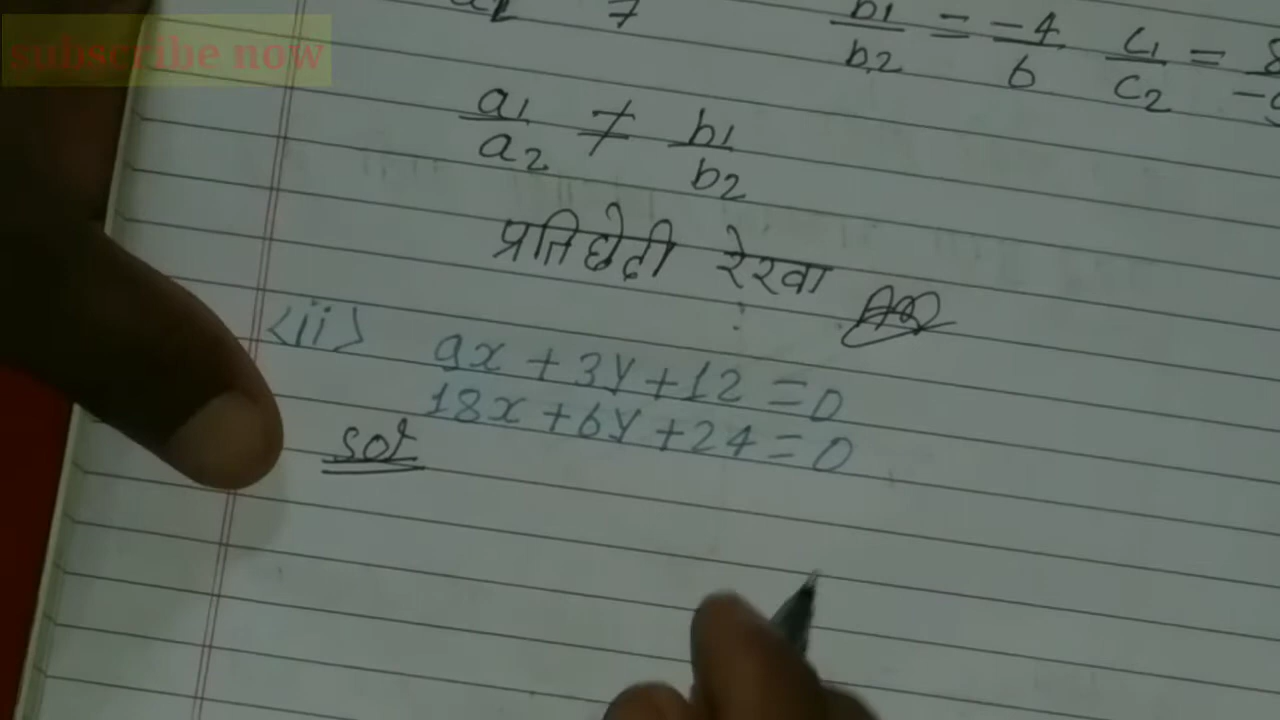 subscribe now
7 b1/b2 = -4/6 c1/c2 =
a1/a2 ≠ b1/b2
प्रतिछेदी रेखा
<ii> 9x + 3y + 12 = 0
18x + 6y + 24 = 0
Sol